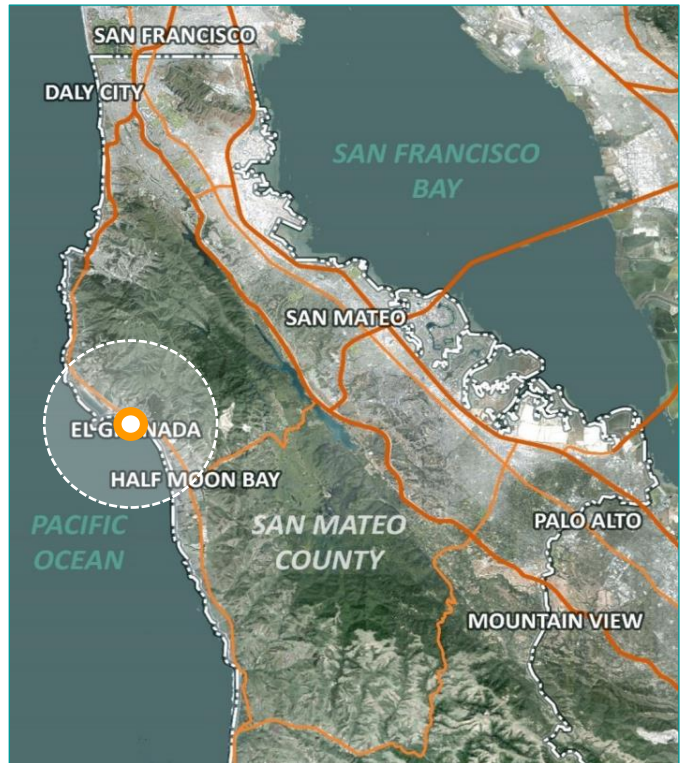 SAN FRANCISCO
DALY CITY
SAN FRANCISCO
BAY
SAN MATEO
EL GRANADA
HALF MOON BAY
PACIFIC
OCEAN
SAN MATEO
COUNTY
PALO ALTO
MOUNTAIN VIEW